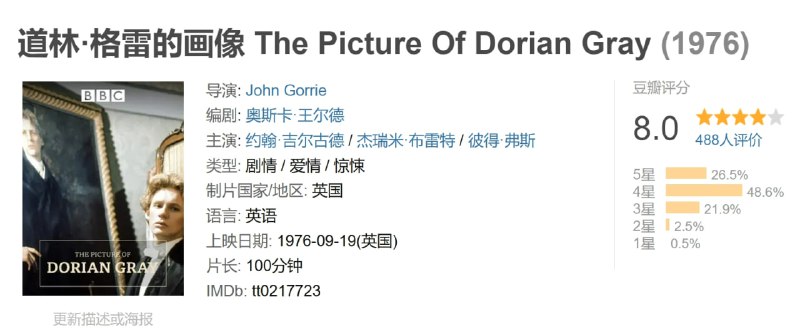 道林·格雷的画像 The Picture Of Dorian Gray (1976)
BBC
THE PICTURE OF
DORIAN GRAY
更新描述或海报
导演: John Gorrie
编剧: 奥斯卡·王尔德
主演: 约翰·吉尔古德 / 杰瑞米·布雷特 / 彼得·弗斯
类型: 剧情 / 爱情 / 惊悚
制片国家/地区: 英国
语言: 英语
上映日期: 1976-09-19(英国)
片长: 100分钟
IMDb: tt0217723
豆瓣评分
8.0
488人评价
5星 26.5%
4星 48.6%
3星 21.9%
2星 2.5%
1星 0.5%